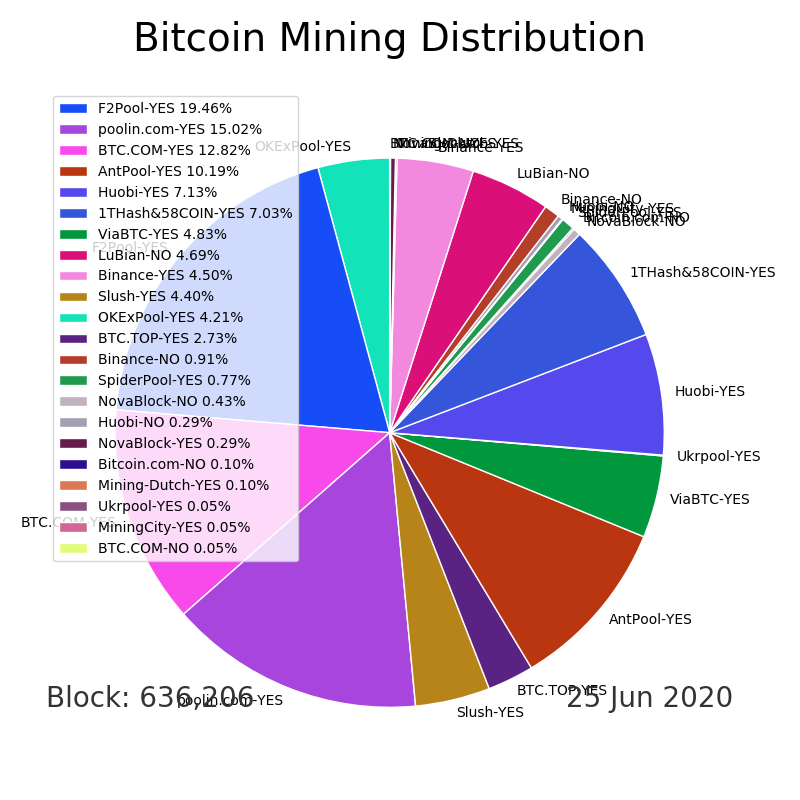 Bitcoin Mining Distribution
F2Pool-YES 19.46%
poolin.com-YES 15.02%
BTC.COM-YES 12.82%
AntPool-YES 10.19%
Huobi-YES 7.13%
1THash&58COIN-YES 7.03%
ViaBTC-YES 4.83%
LuBian-NO 4.69%
Binance-YES 4.50%
Slush-YES 4.40%
OKExPool-YES 4.21%
BTC.TOP-YES 2.73%
Binance-NO 0.91%
SpiderPool-YES 0.77%
NovaBlock-NO 0.43%
Huobi-NO 0.29%
NovaBlock-YES 0.29%
Bitcoin.com-NO 0.10%
Mining-Dutch-YES 0.10%
Ukrpool-YES 0.05%
MiningCity-YES 0.05%
BTC.COM-NO 0.05%
OKExPool-YES
Binance-YES
LuBian-NO
Binance-NO
NovaBlock-NO
F2Pool-YES
1THash&58COIN-YES
Huobi-YES
Ukrpool-YES
ViaBTC-YES
BTC.COM-YES
AntPool-YES
BTC.TOP-YES
poolin.com-YES
Slush-YES
Block: 636,206
25 Jun 2020